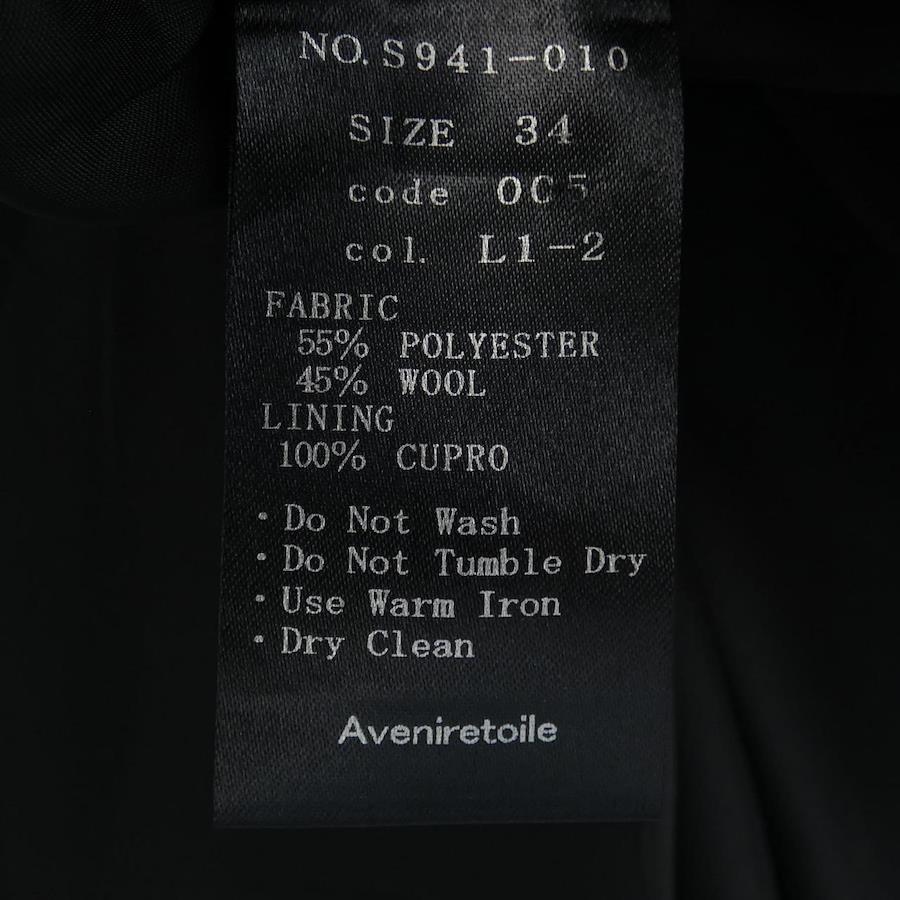 NO. S941-010
SIZE 34
code 005
col. L1-2
FABRIC
55% POLYESTER
45% WOOL
LINING
100% CUPRO
・Do Not Wash
・Do Not Tumble Dry
・Use Warm Iron
・Dry Clean
Aveniretoile